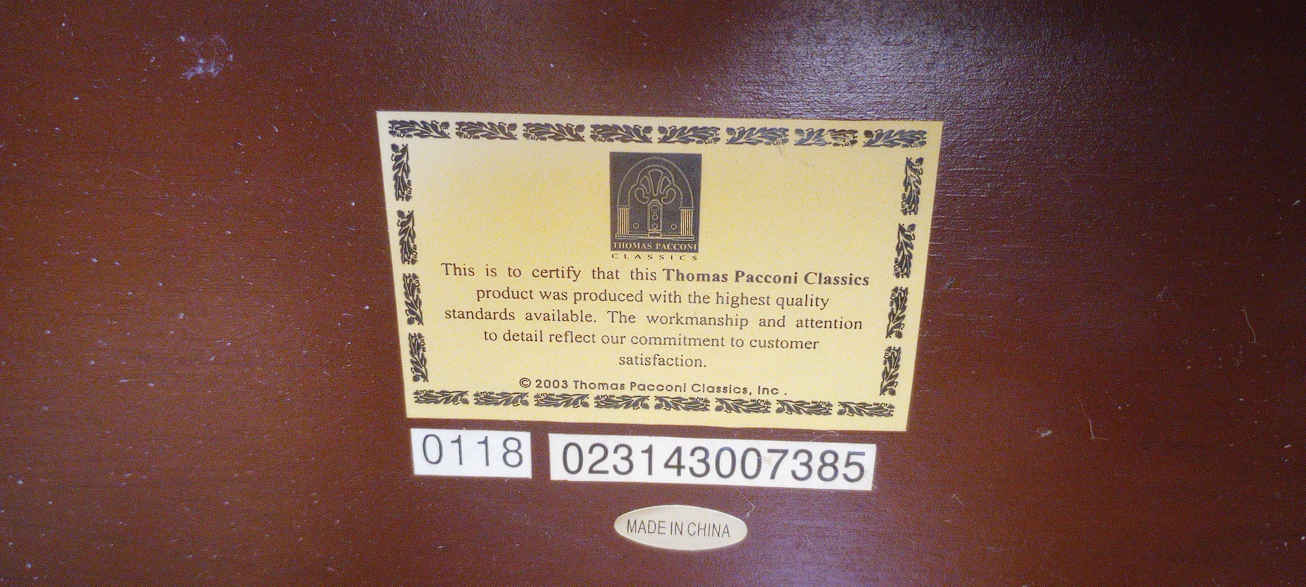 THOMAS PACCONI
CLASSICS
This is to certify that this Thomas Pacconi Classics
product was produced with the highest quality
standards available. The workmanship and attention
to detail reflect our commitment to customer
satisfaction.
© 2003 Thomas Pacconi Classics, Inc .
0118 023143007385
MADE IN CHINA